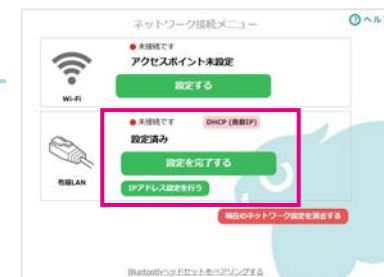 ネットワーク接続メニュー
ヘル
未接続です
アクセスポイント未設定
設定する
Wi-Fi
未接続です
DHCP (自動IP)
設定済み
設定を完了する
有線LAN
IPアドレス設定を行う
現在のネットワーク設定を消去する
Bluetoothヘッドセットをペアリングする